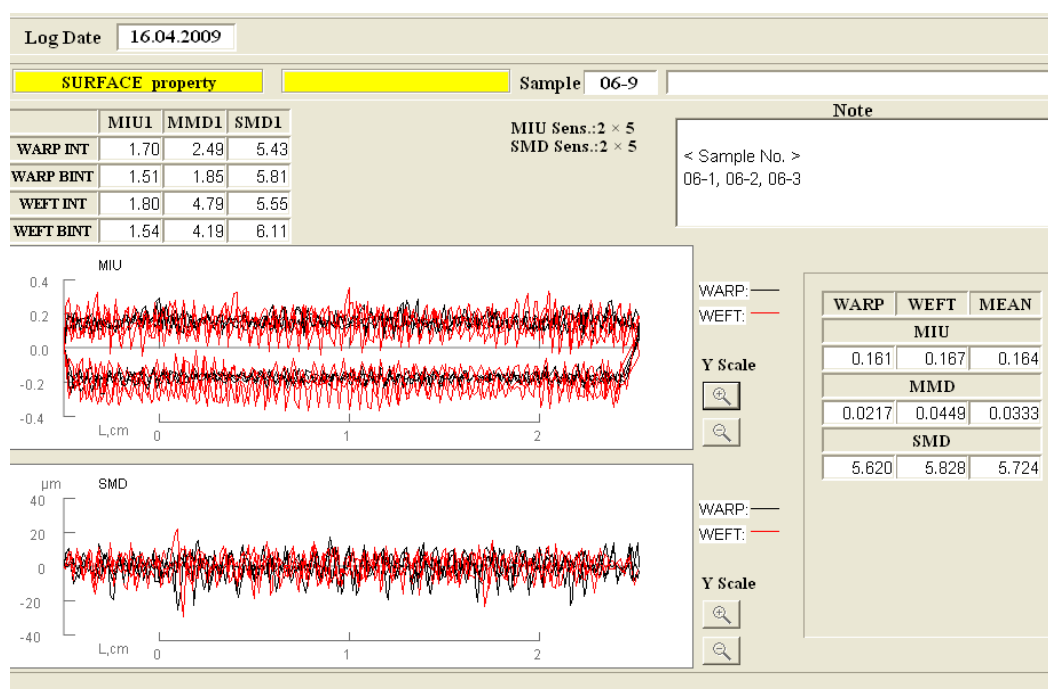 Log Date 16.04.2009
SURFACE property Sample 06-9
Note
MIU1 MMD1 SMD1
WARP INT 1.70 2.49 5.43
WARP BINT 1.51 1.85 5.81
WEFT INT 1.80 4.79 5.55
WEFT BINT 1.54 4.19 6.11
MIU Sens.:2 × 5
SMD Sens.:2 × 5
< Sample No. >
06-1, 06-2, 06-3
MIU
0.4
0.2
0.0
-0.2
-0.4
L,cm 0 1 2
WARP:
WEFT:
Y Scale
WARP WEFT MEAN
MIU
0.161 0.167 0.164
MMD
0.0217 0.0449 0.0333
SMD
5.620 5.828 5.724
µm SMD
40
20
0
-20
-40
L,cm 0 1 2
WARP:
WEFT:
Y Scale